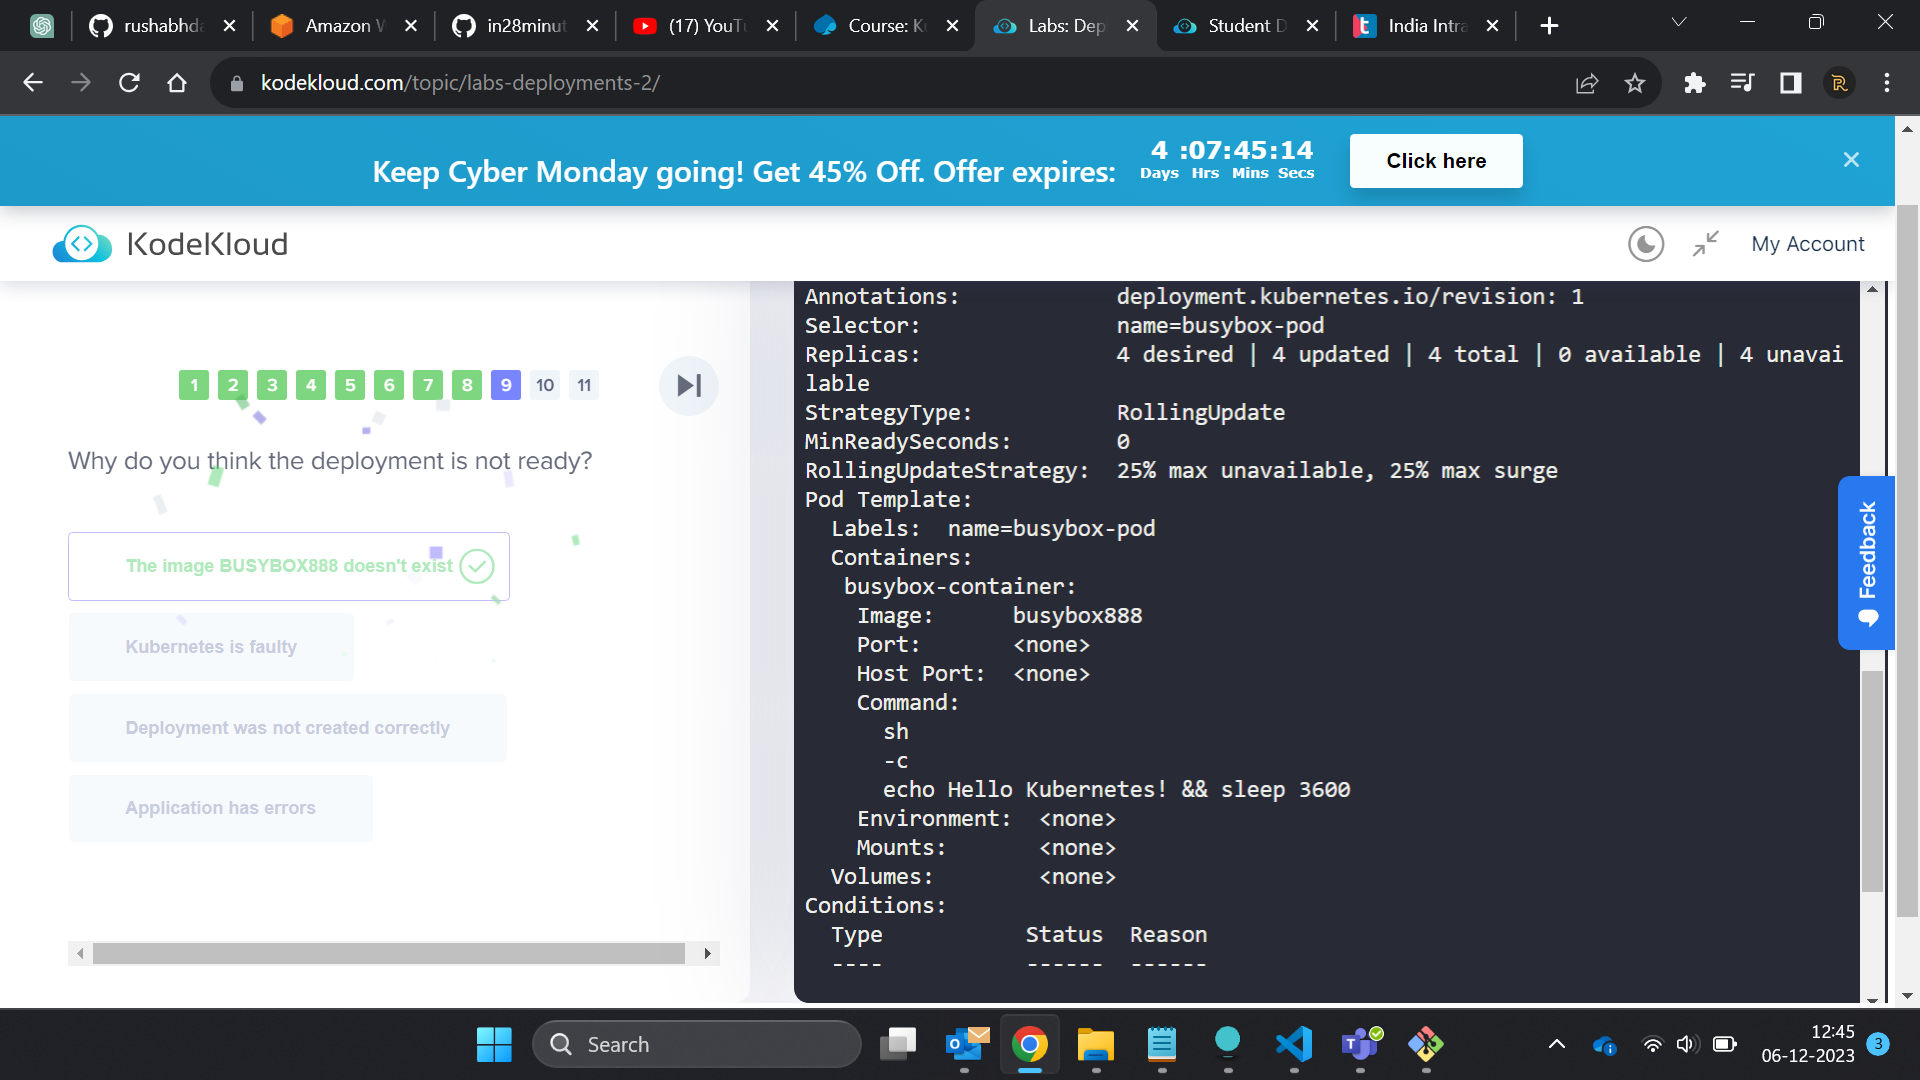 rushabhda
Amazon W
in28minut
(17) YouTu
Course: Ku
Labs: Dep
Student D
India Intra
kodekloud.com/topic/labs-deployments-2/
Keep Cyber Monday going! Get 45% Off. Offer expires:
4 :07:45:14
Days Hrs Mins Secs
Click here
KodeKloud
My Account
1 2 3 4 5 6 7 8 9 10 11
Why do you think the deployment is not ready?
The image BUSYBOX888 doesn't exist
Kubernetes is faulty
Deployment was not created correctly
Application has errors
Annotations: deployment.kubernetes.io/revision: 1
Selector: name=busybox-pod
Replicas: 4 desired | 4 updated | 4 total | 0 available | 4 unavai
lable
StrategyType: RollingUpdate
MinReadySeconds: 0
RollingUpdateStrategy: 25% max unavailable, 25% max surge
Pod Template:
Labels: name=busybox-pod
Containers:
busybox-container:
Image: busybox888
Port: <none>
Host Port: <none>
Command:
sh
-c
echo Hello Kubernetes! && sleep 3600
Environment: <none>
Mounts: <none>
Volumes: <none>
Conditions:
Type Status Reason
---- ------ ------
Feedback
Search
12:45
06-12-2023
3